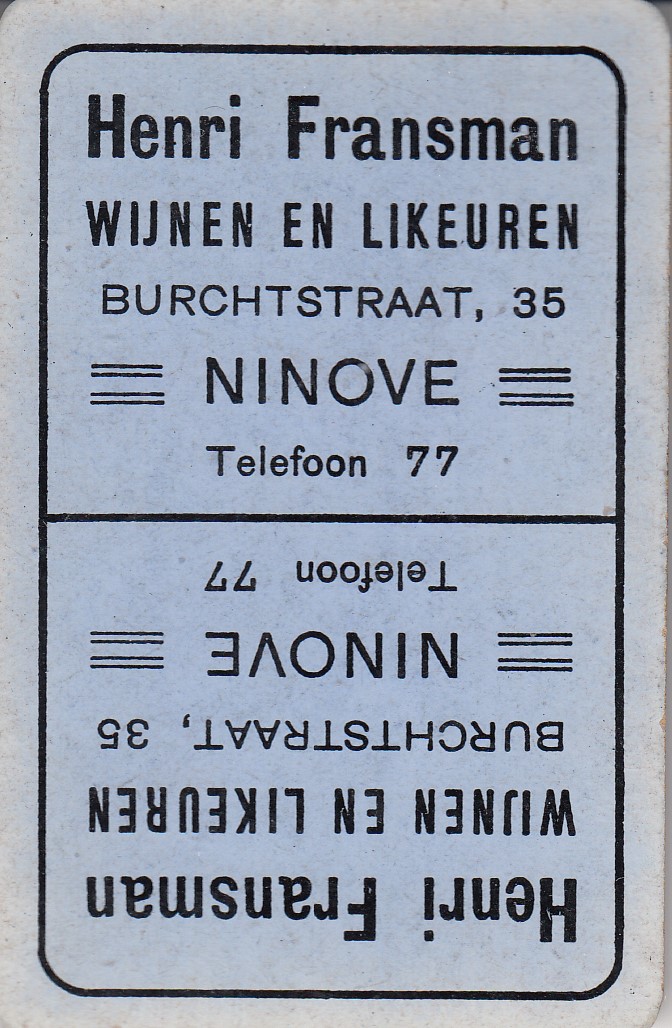 Henri Fransman
WIJNEN EN LIKEUREN
BURCHTSTRAAT, 35
NINOVE
Telefoon 77
Telefoon 77
NINOVE
BURCHTSTRAAT, 35
WIJNEN EN LIKEUREN
Henri Fransman